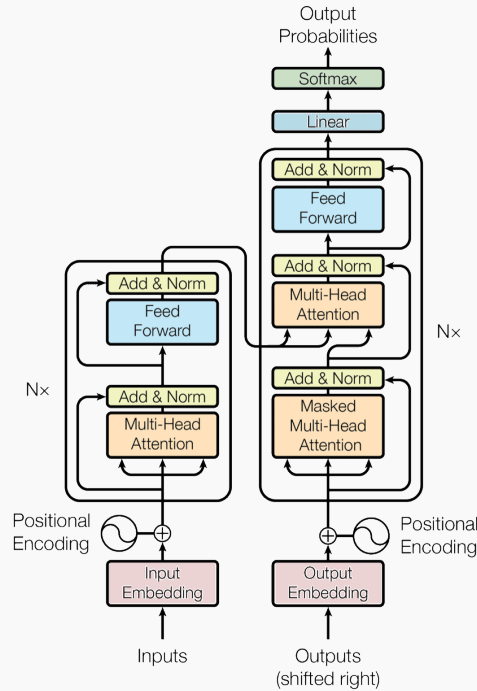 Output
Probabilities
Softmax
Linear
Add & Norm
Feed
Forward
Add & Norm
Multi-Head
Attention
Add & Norm
Masked
Multi-Head
Attention
N×
Add & Norm
Feed
Forward
Add & Norm
Multi-Head
Attention
N×
Positional
Encoding
Positional
Encoding
Input
Embedding
Output
Embedding
Inputs
Outputs
(shifted right)